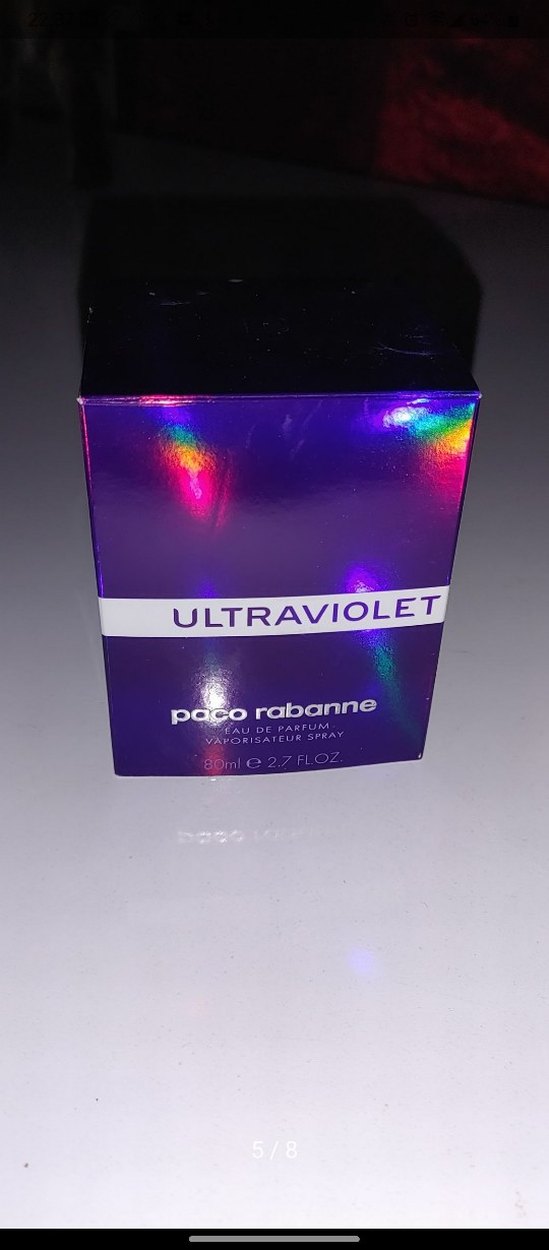 ULTRAVIOLET
paco rabanne
EAU DE PARFUM
VAPORISATEUR SPRAY
80ml e 2.7 FL.OZ.
5 / 8